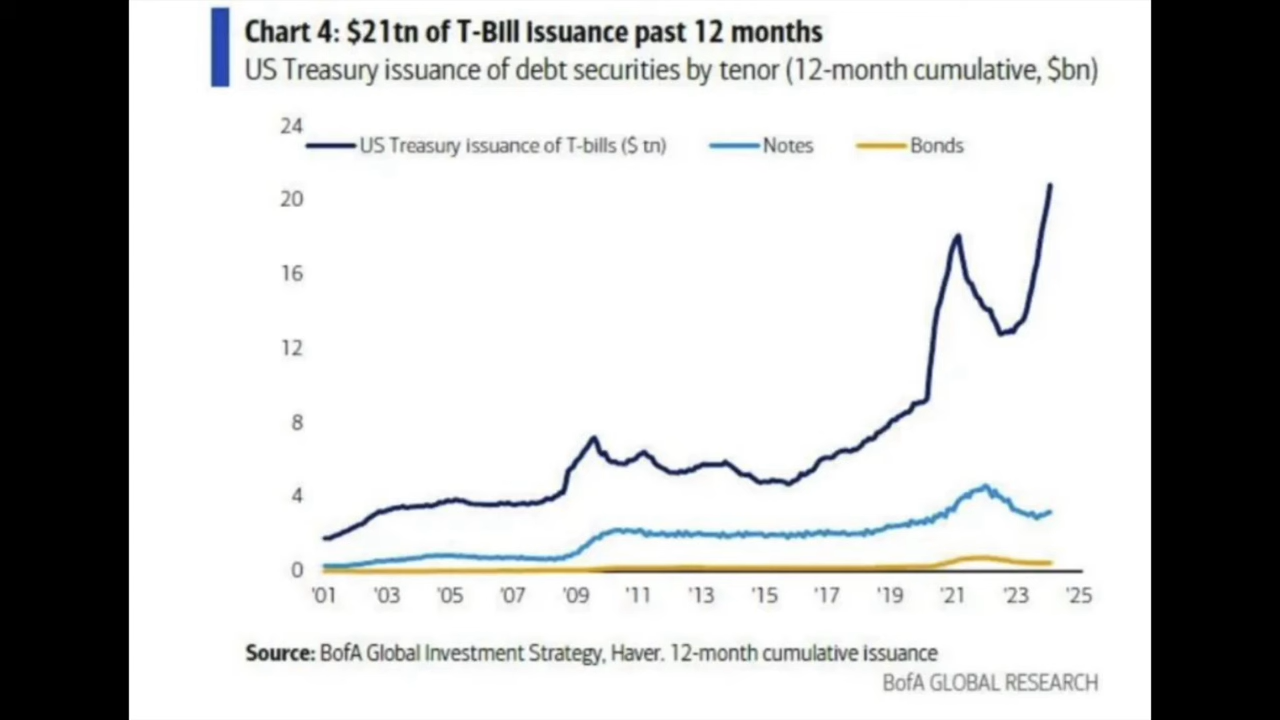 Chart 4: $21tn of T-BIll Issuance past 12 months
US Treasury issuance of debt securities by tenor (12-month cumulative, $bn)
24
US Treasury issuance of T-bills ($ tn) Notes Bonds
20
16
12
8
4
0
'01 '03 '05 '07 '09 '11 '13 '15 '17 '19 '21 '23 '25
Source: BofA Global Investment Strategy, Haver. 12-month cumulative issuance
BofA GLOBAL RESEARCH